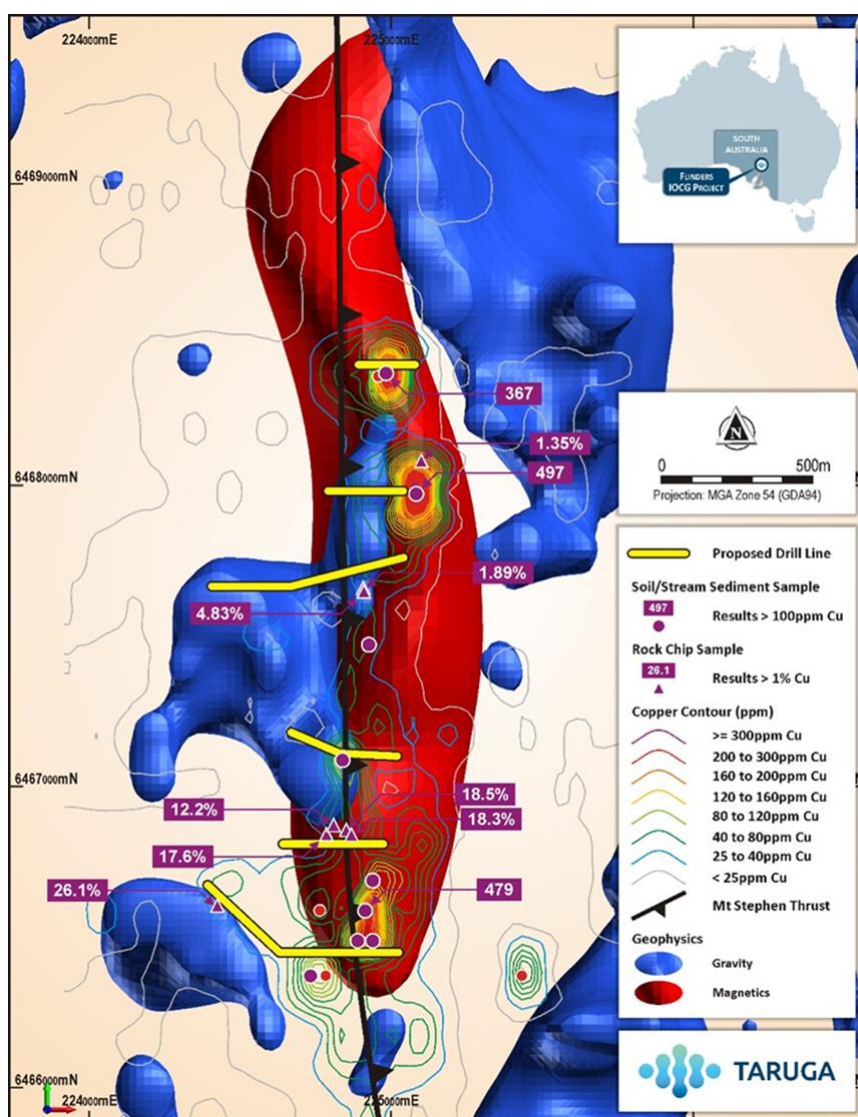 224000mE
225000mE
SOUTH
AUSTRALIA
FLINDERS
IOCG PROJECT
6469000mN
367
1.35%
497
6468000mN
N
0 500m
Projection: MGA Zone 54 (GDA94)
1.89%
4.83%
Proposed Drill Line
Soil/Stream Sediment Sample
497
Results > 100ppm Cu
Rock Chip Sample
26.1
Results > 1% Cu
Copper Contour (ppm)
>= 300ppm Cu
200 to 300ppm Cu
160 to 200ppm Cu
120 to 160ppm Cu
80 to 120ppm Cu
40 to 80ppm Cu
25 to 40ppm Cu
< 25ppm Cu
Mt Stephen Thrust
Geophysics
Gravity
Magnetics
6467000mN
12.2%
18.5%
18.3%
17.6%
26.1%
479
6466000mN
224000mE
225000mE
TARUGA